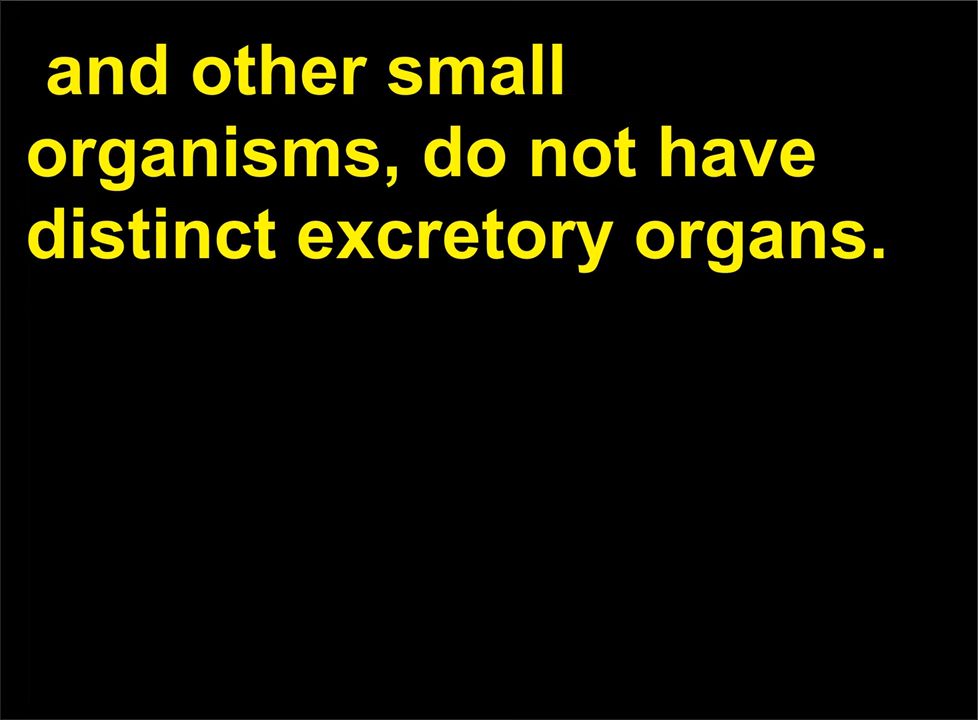 and other small
organisms, do not have
distinct excretory organs.